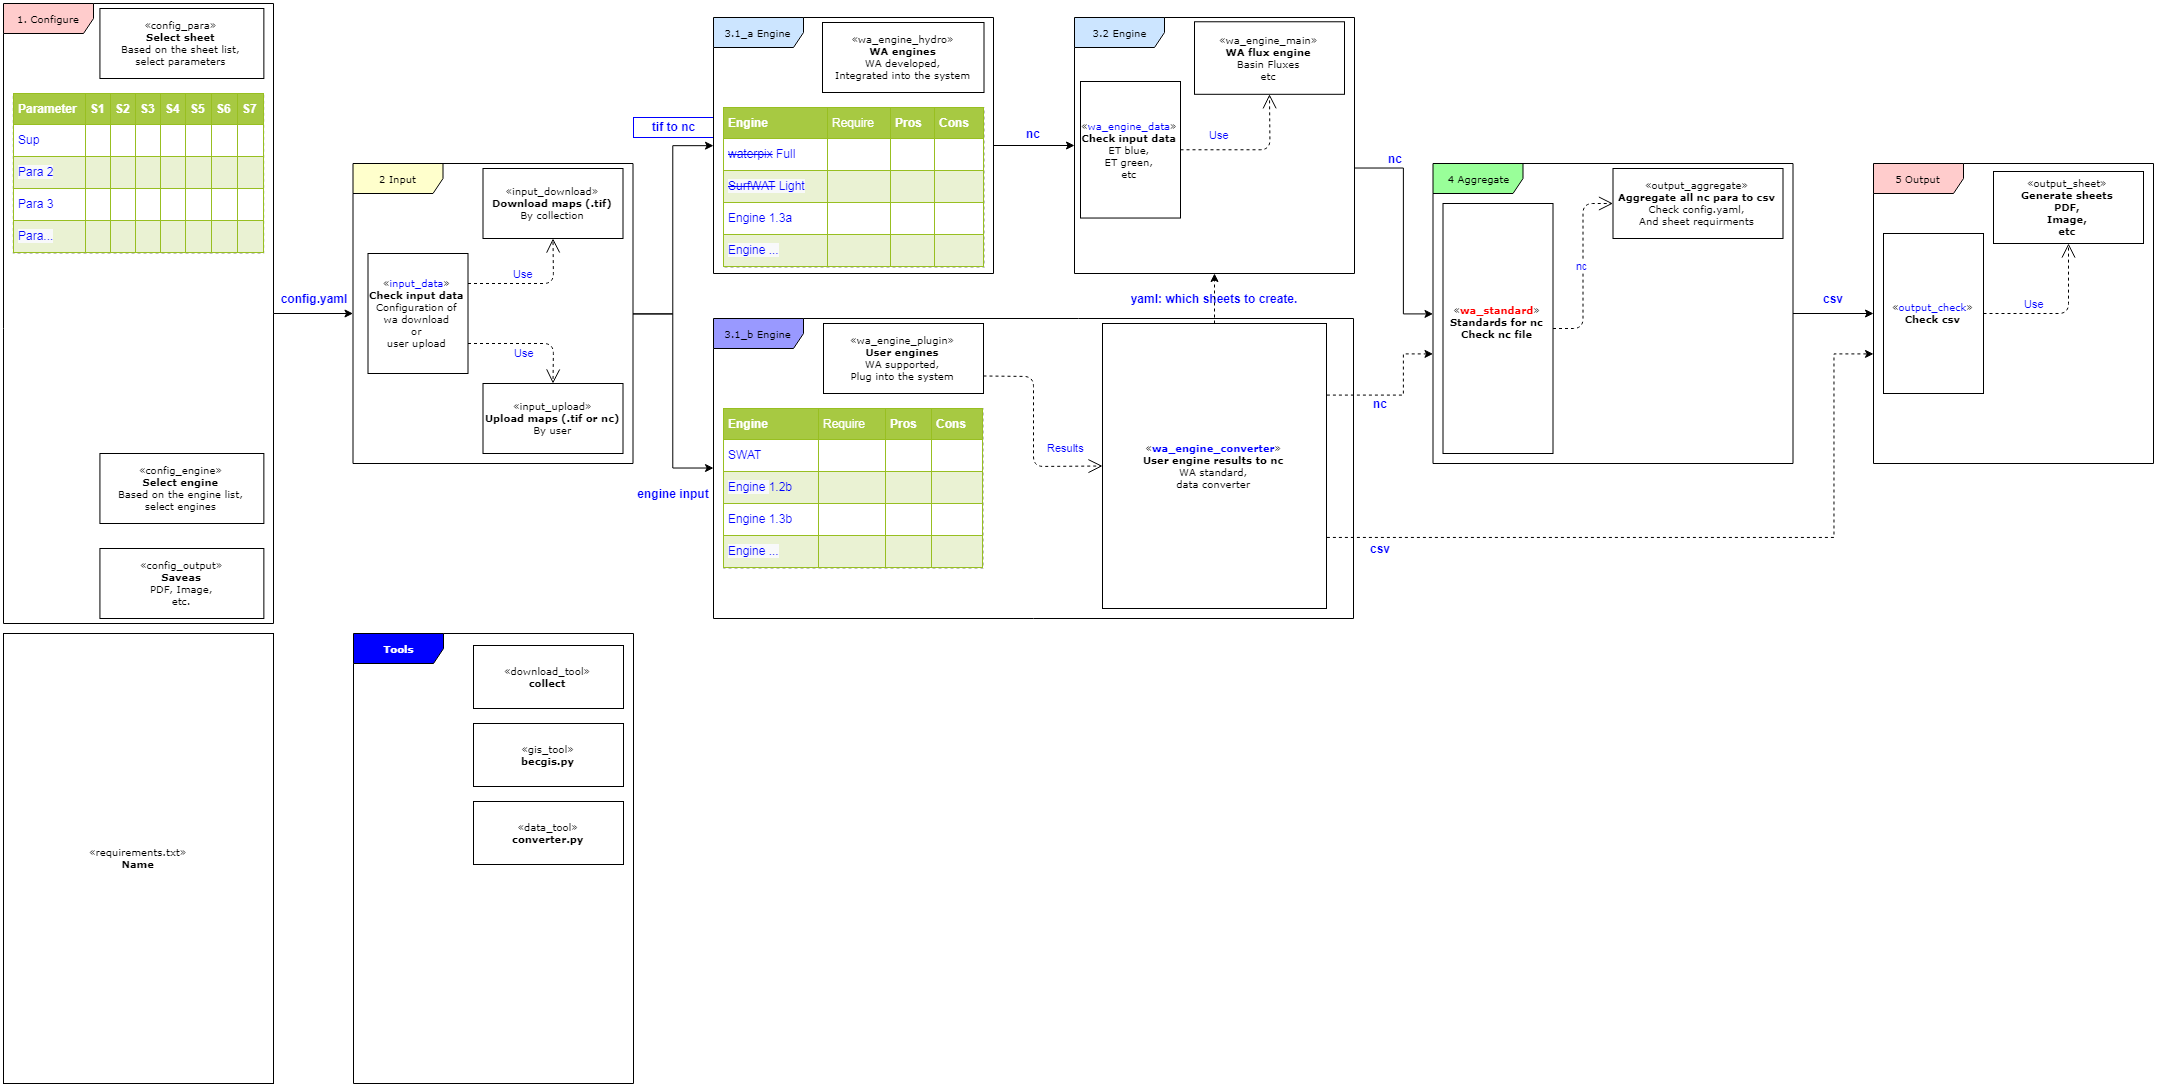 1. Configure
«config_para»
Select sheet
Based on the sheet list,
select parameters
Parameter S1 S2 S3 S4 S5 S6 S7
Sup
Para 2
Para 3
Para...
«config_engine»
Select engine
Based on the engine list,
select engines
«config_output»
Saveas
PDF, Image,
etc.
config.yaml
2 Input
«input_download»
Download maps (.tif)
By collection
«input_data»
Check input data
Configuration of
wa download
or
user upload
Use
Use
«input_upload»
Upload maps (.tif or nc)
By user
tif to nc
engine input
3.1_a Engine
«wa_engine_hydro»
WA engines
WA developed,
Integrated into the system
Engine Require Pros Cons
waterpix Full
SurfWAT Light
Engine 1.3a
Engine ...
nc
3.2 Engine
«wa_engine_main»
WA flux engine
Basin Fluxes
etc
«wa_engine_data»
Check input data
ET blue,
ET green,
etc
Use
nc
yaml: which sheets to create.
3.1_b Engine
«wa_engine_plugin»
User engines
WA supported,
Plug into the system
Engine Require Pros Cons
SWAT
Engine 1.2b
Engine 1.3b
Engine ...
Results
«wa_engine_converter»
User engine results to nc
WA standard,
data converter
nc
csv
4 Aggregate
«output_aggregate»
Aggregate all nc para to csv
Check config.yaml,
And sheet requirments
nc
«wa_standard»
Standards for nc
Check nc file
csv
5 Output
«output_sheet»
Generate sheets
PDF,
Image,
etc
«output_check»
Check csv
Use
«requirements.txt»
Name
Tools
«download_tool»
collect
«gis_tool»
becgis.py
«data_tool»
converter.py